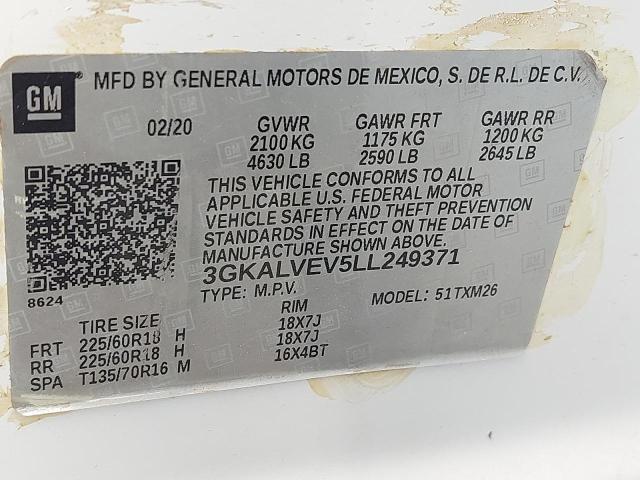 GM
MFD BY GENERAL MOTORS DE MEXICO, S. DE R.L. DE C.V.
02/20 GVWR GAWR FRT GAWR RR
2100 KG 1175 KG 1200 KG
4630 LB 2590 LB 2645 LB
THIS VEHICLE CONFORMS TO ALL
APPLICABLE U.S. FEDERAL MOTOR
VEHICLE SAFETY AND THEFT PREVENTION
STANDARDS IN EFFECT ON THE DATE OF
MANUFACTURE SHOWN ABOVE.
3GKALVEV5LL249371
8624
TYPE: M.P.V. MODEL: 51TXM26
TIRE SIZE RIM
FRT 225/60R18 H 18X7J
RR 225/60R18 H 18X7J
SPA T135/70R16 M 16X4BT